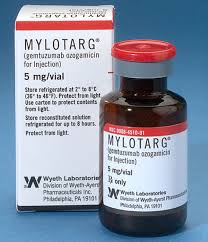 MYLOTARG®
(gemtuzumab ozogamicin
for Injection)
5 mg/vial
Store refrigerated at 2° to 8°C
(36° to 46°F). Protect from light.
Use carton to protect contents
from light.
Store reconstituted solution
refrigerated for up to 8 hours.
Protect from light.
Wyeth Laboratories
Division of Wyeth-Ayerst
Pharmaceuticals Inc.
Philadelphia, PA 19101
NDC 0008-4510-01
MYLOTARG®
(gemtuzumab ozogamicin
for Injection)
5 mg/vial
℞ only
Wyeth Laboratories
Division of Wyeth-Ayerst
Pharmaceuticals Inc.
Philadelphia, PA 19101